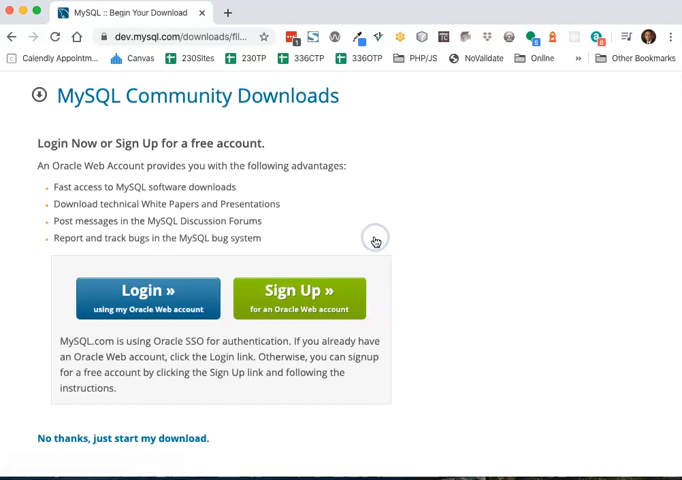 MySQL :: Begin Your Download
dev.mysql.com/downloads/fil...
Calendly Appointm...
Canvas
230Sites
230TP
336CTP
336OTP
PHP/JS
NoValidate
Online
»
Other Bookmarks
MySQL Community Downloads
Login Now or Sign Up for a free account.
An Oracle Web Account provides you with the following advantages:
Fast access to MySQL software downloads
Download technical White Papers and Presentations
Post messages in the MySQL Discussion Forums
Report and track bugs in the MySQL bug system
Login »
using my Oracle Web account
Sign Up »
for an Oracle Web account
MySQL.com is using Oracle SSO for authentication. If you already have
an Oracle Web account, click the Login link. Otherwise, you can signup
for a free account by clicking the Sign Up link and following the
instructions.
No thanks, just start my download.